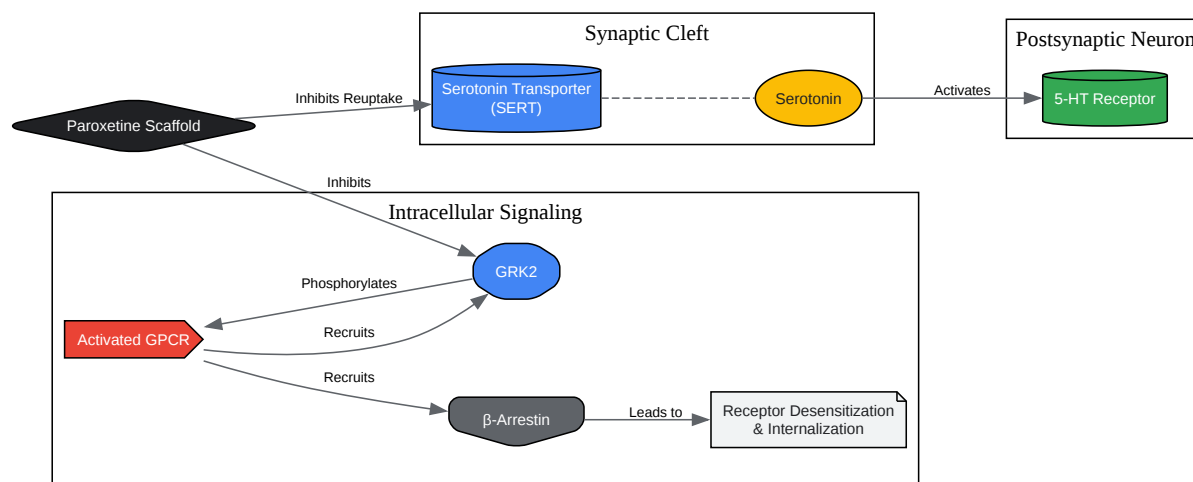 Synaptic Cleft
Postsynaptic Neuron
Serotonin Transporter
(SERT)
Inhibits Reuptake
Serotonin
Activates
5-HT Receptor
Paroxetine Scaffold
Inhibits
Intracellular Signaling
GRK2
Phosphorylates
Activated GPCR
Recruits
Recruits
β-Arrestin
Leads to
Receptor Desensitization
& Internalization